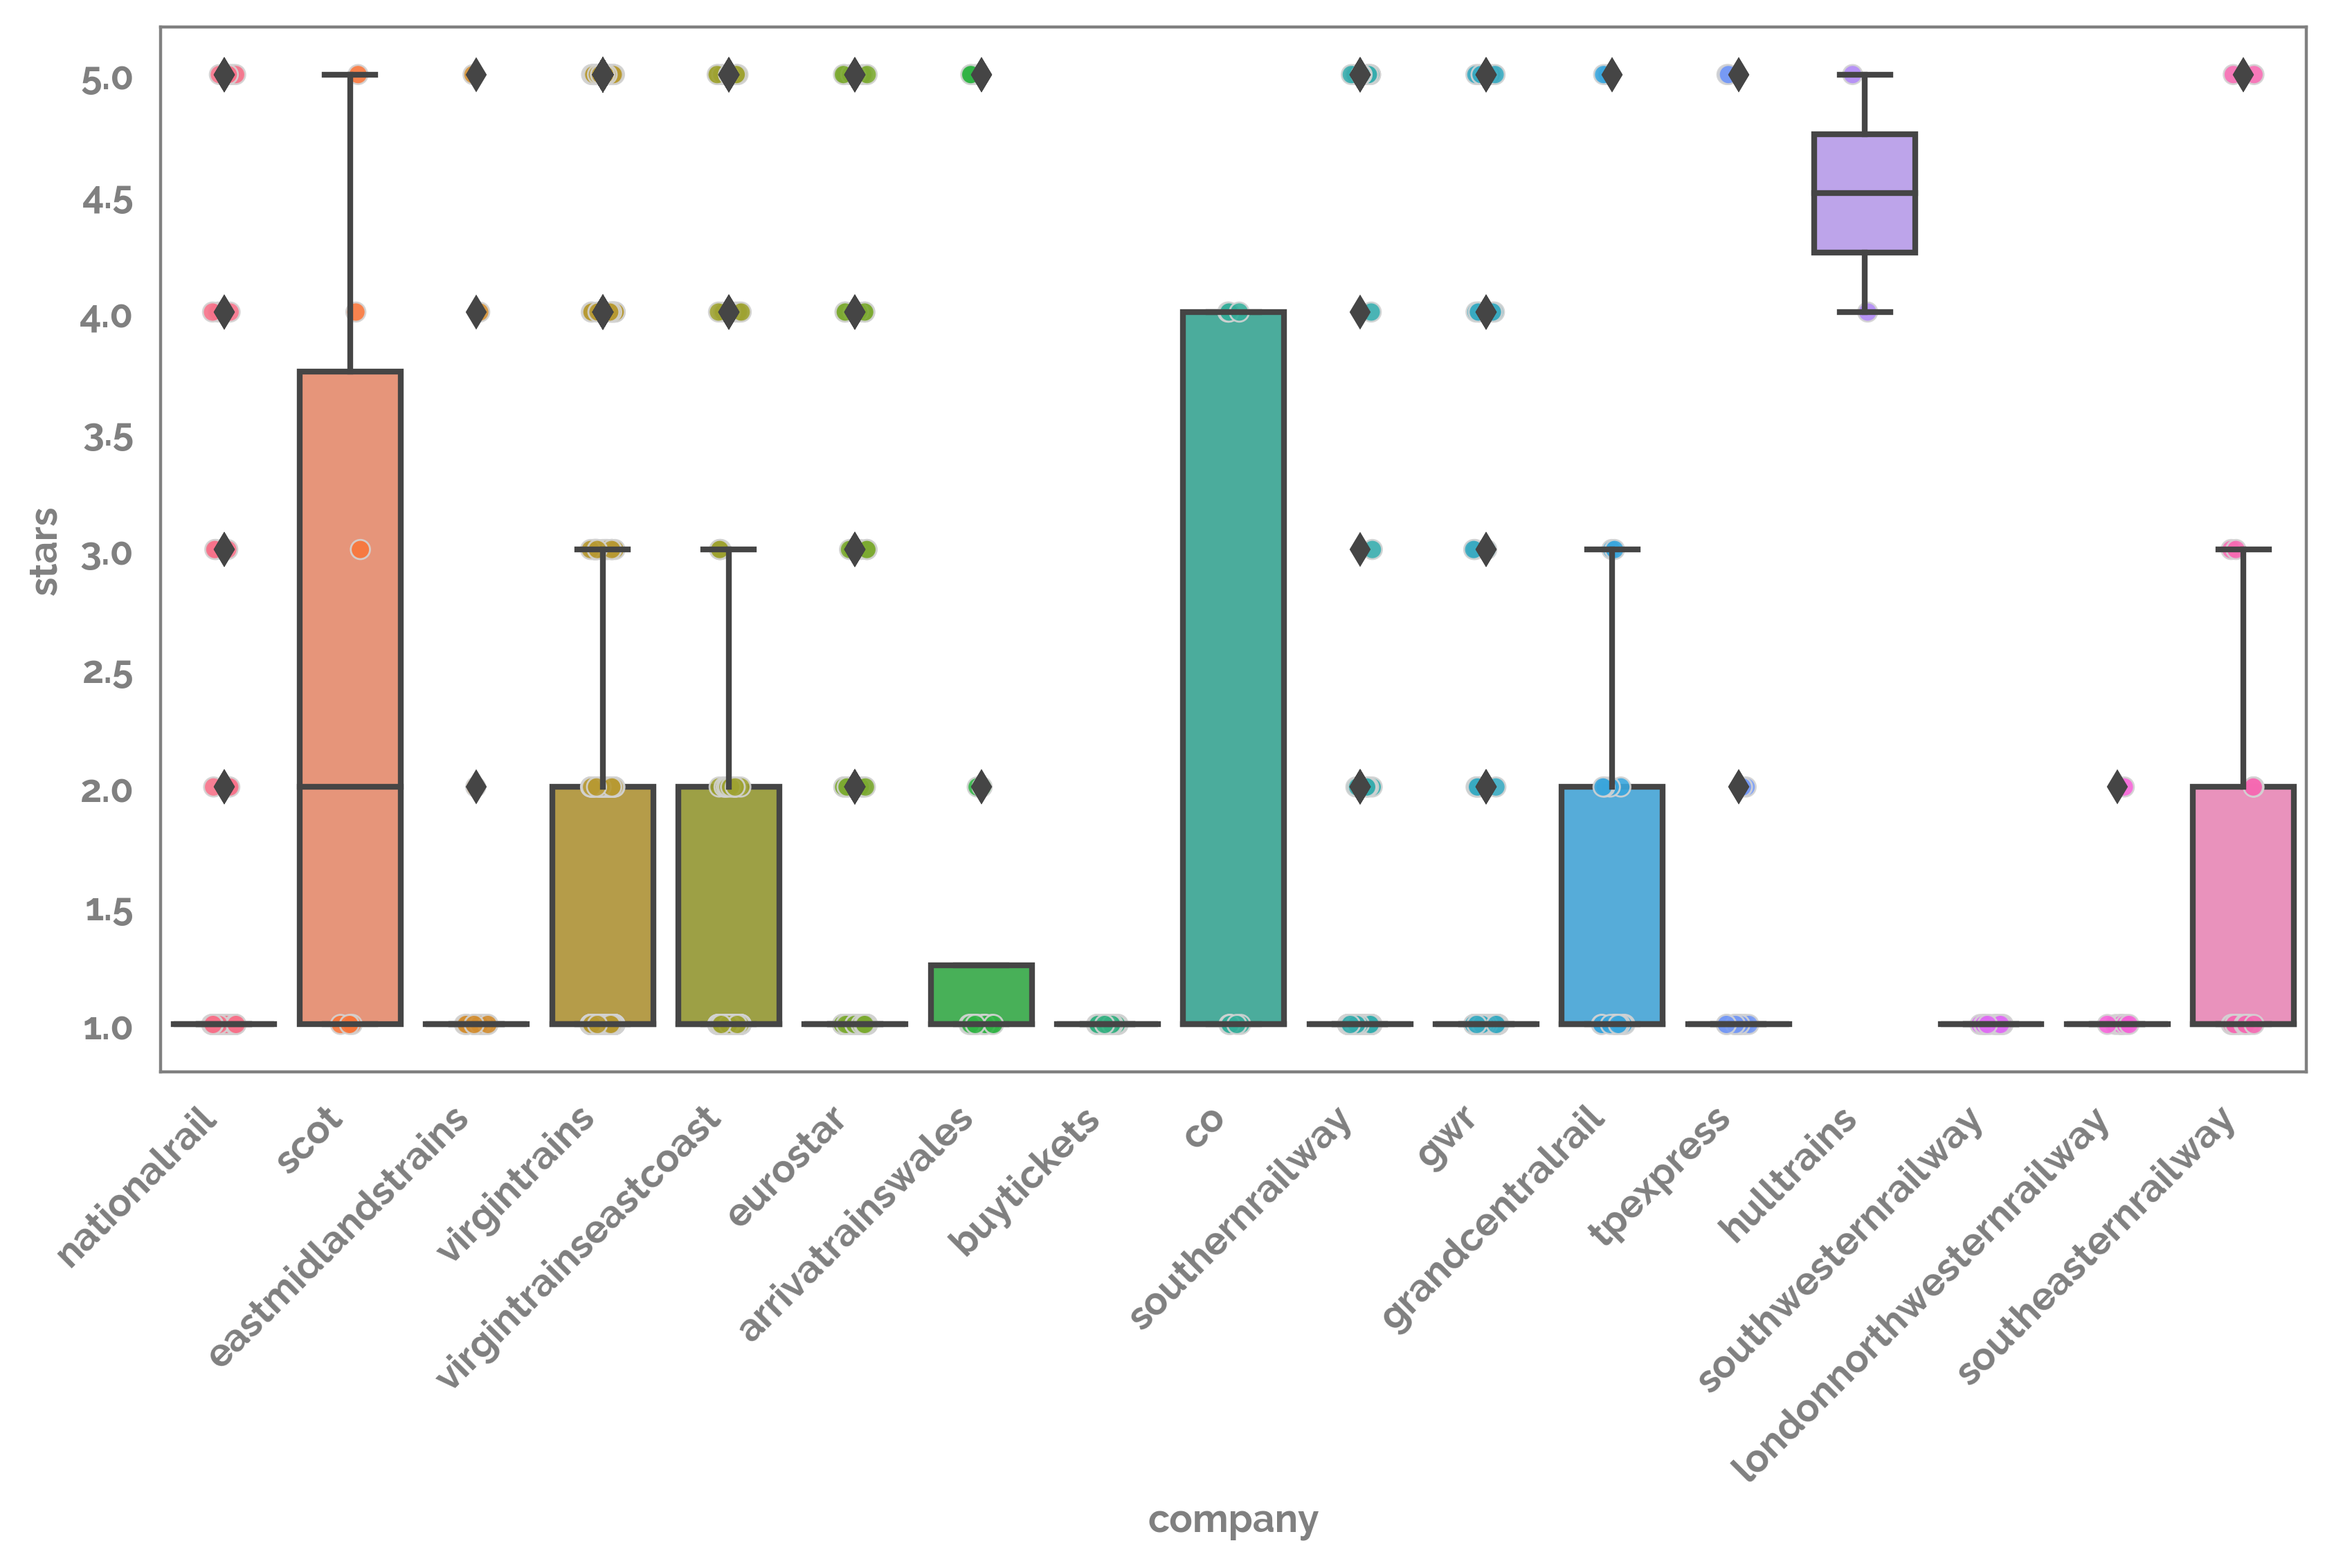 5.0
4.5
4.0
3.5
3.0
2.5
2.0
1.5
1.0
stars
nationalrail
scot
eastmidlandstrains
virgintrains
virgintrainseastcoast
eurostar
arrivatrainswales
buytickets
co
southernrailway
gwr
grandcentralrail
tpexpress
hulltrains
southwesternrailway
londonnorthwesternrailway
southeasternrailway
company